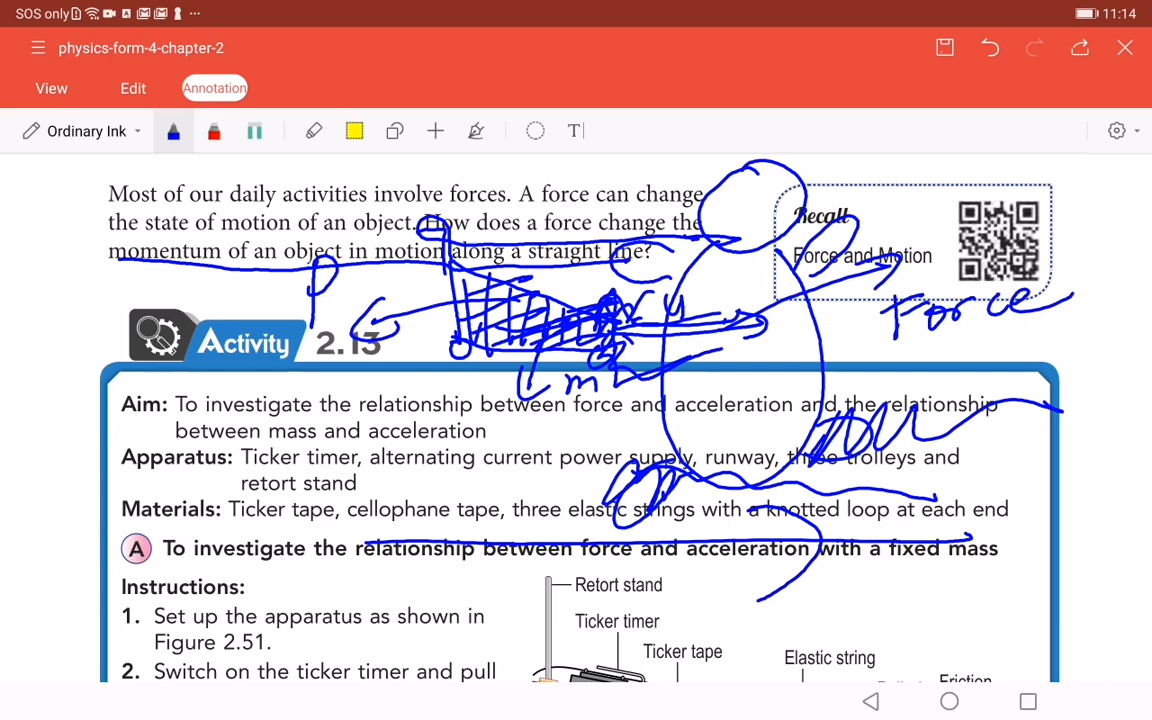 SOS only
11:14
physics-form-4-chapter-2
View Edit Annotation
Ordinary Ink
T
Most of our daily activities involve forces. A force can change
the state of motion of an object. How does a force change the
momentum of an object in motion along a straight line?
Recall
Force and Motion
P
Force
m
Activity 2.13
Aim: To investigate the relationship between force and acceleration and the relationship
between mass and acceleration
Apparatus: Ticker timer, alternating current power supply, runway, three trolleys and
retort stand
Materials: Ticker tape, cellophane tape, three elastic strings with a knotted loop at each end
A To investigate the relationship between force and acceleration with a fixed mass
Instructions:
1. Set up the apparatus as shown in
Figure 2.51.
2. Switch on the ticker timer and pull
Retort stand
Ticker timer
Ticker tape
Elastic string
Friction